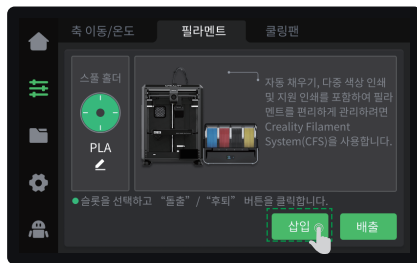 축 이동/온도
필라멘트
쿨링팬
스풀 홀더
PLA
자동 채우기, 다중 색상 인쇄
및 지원 인쇄를 포함하여 필라
멘트를 편리하게 관리하려면
Creality Filament
System(CFS)을 사용합니다.
●슬롯을 선택하고 “돌출”/“후퇴” 버튼을 클릭합니다.
삽입
배출